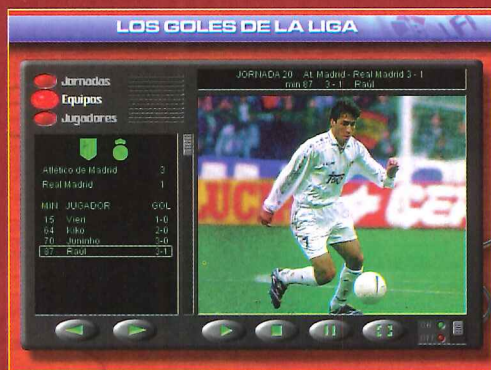 LOS GOLES DE LA LIGA
Jornadas
Equipos
Jugadores
JORNADA 20 At. Madrid - Real Madrid 3 - 1
min 87 3 - 1 Raúl
Atlético de Madrid 3
Real Madrid 1
MIN JUGADOR GOL
15 Vieri 1-0
64 Kiko 2-0
70 Juninho 3-0
87 Raúl 3-1
ON
OFF